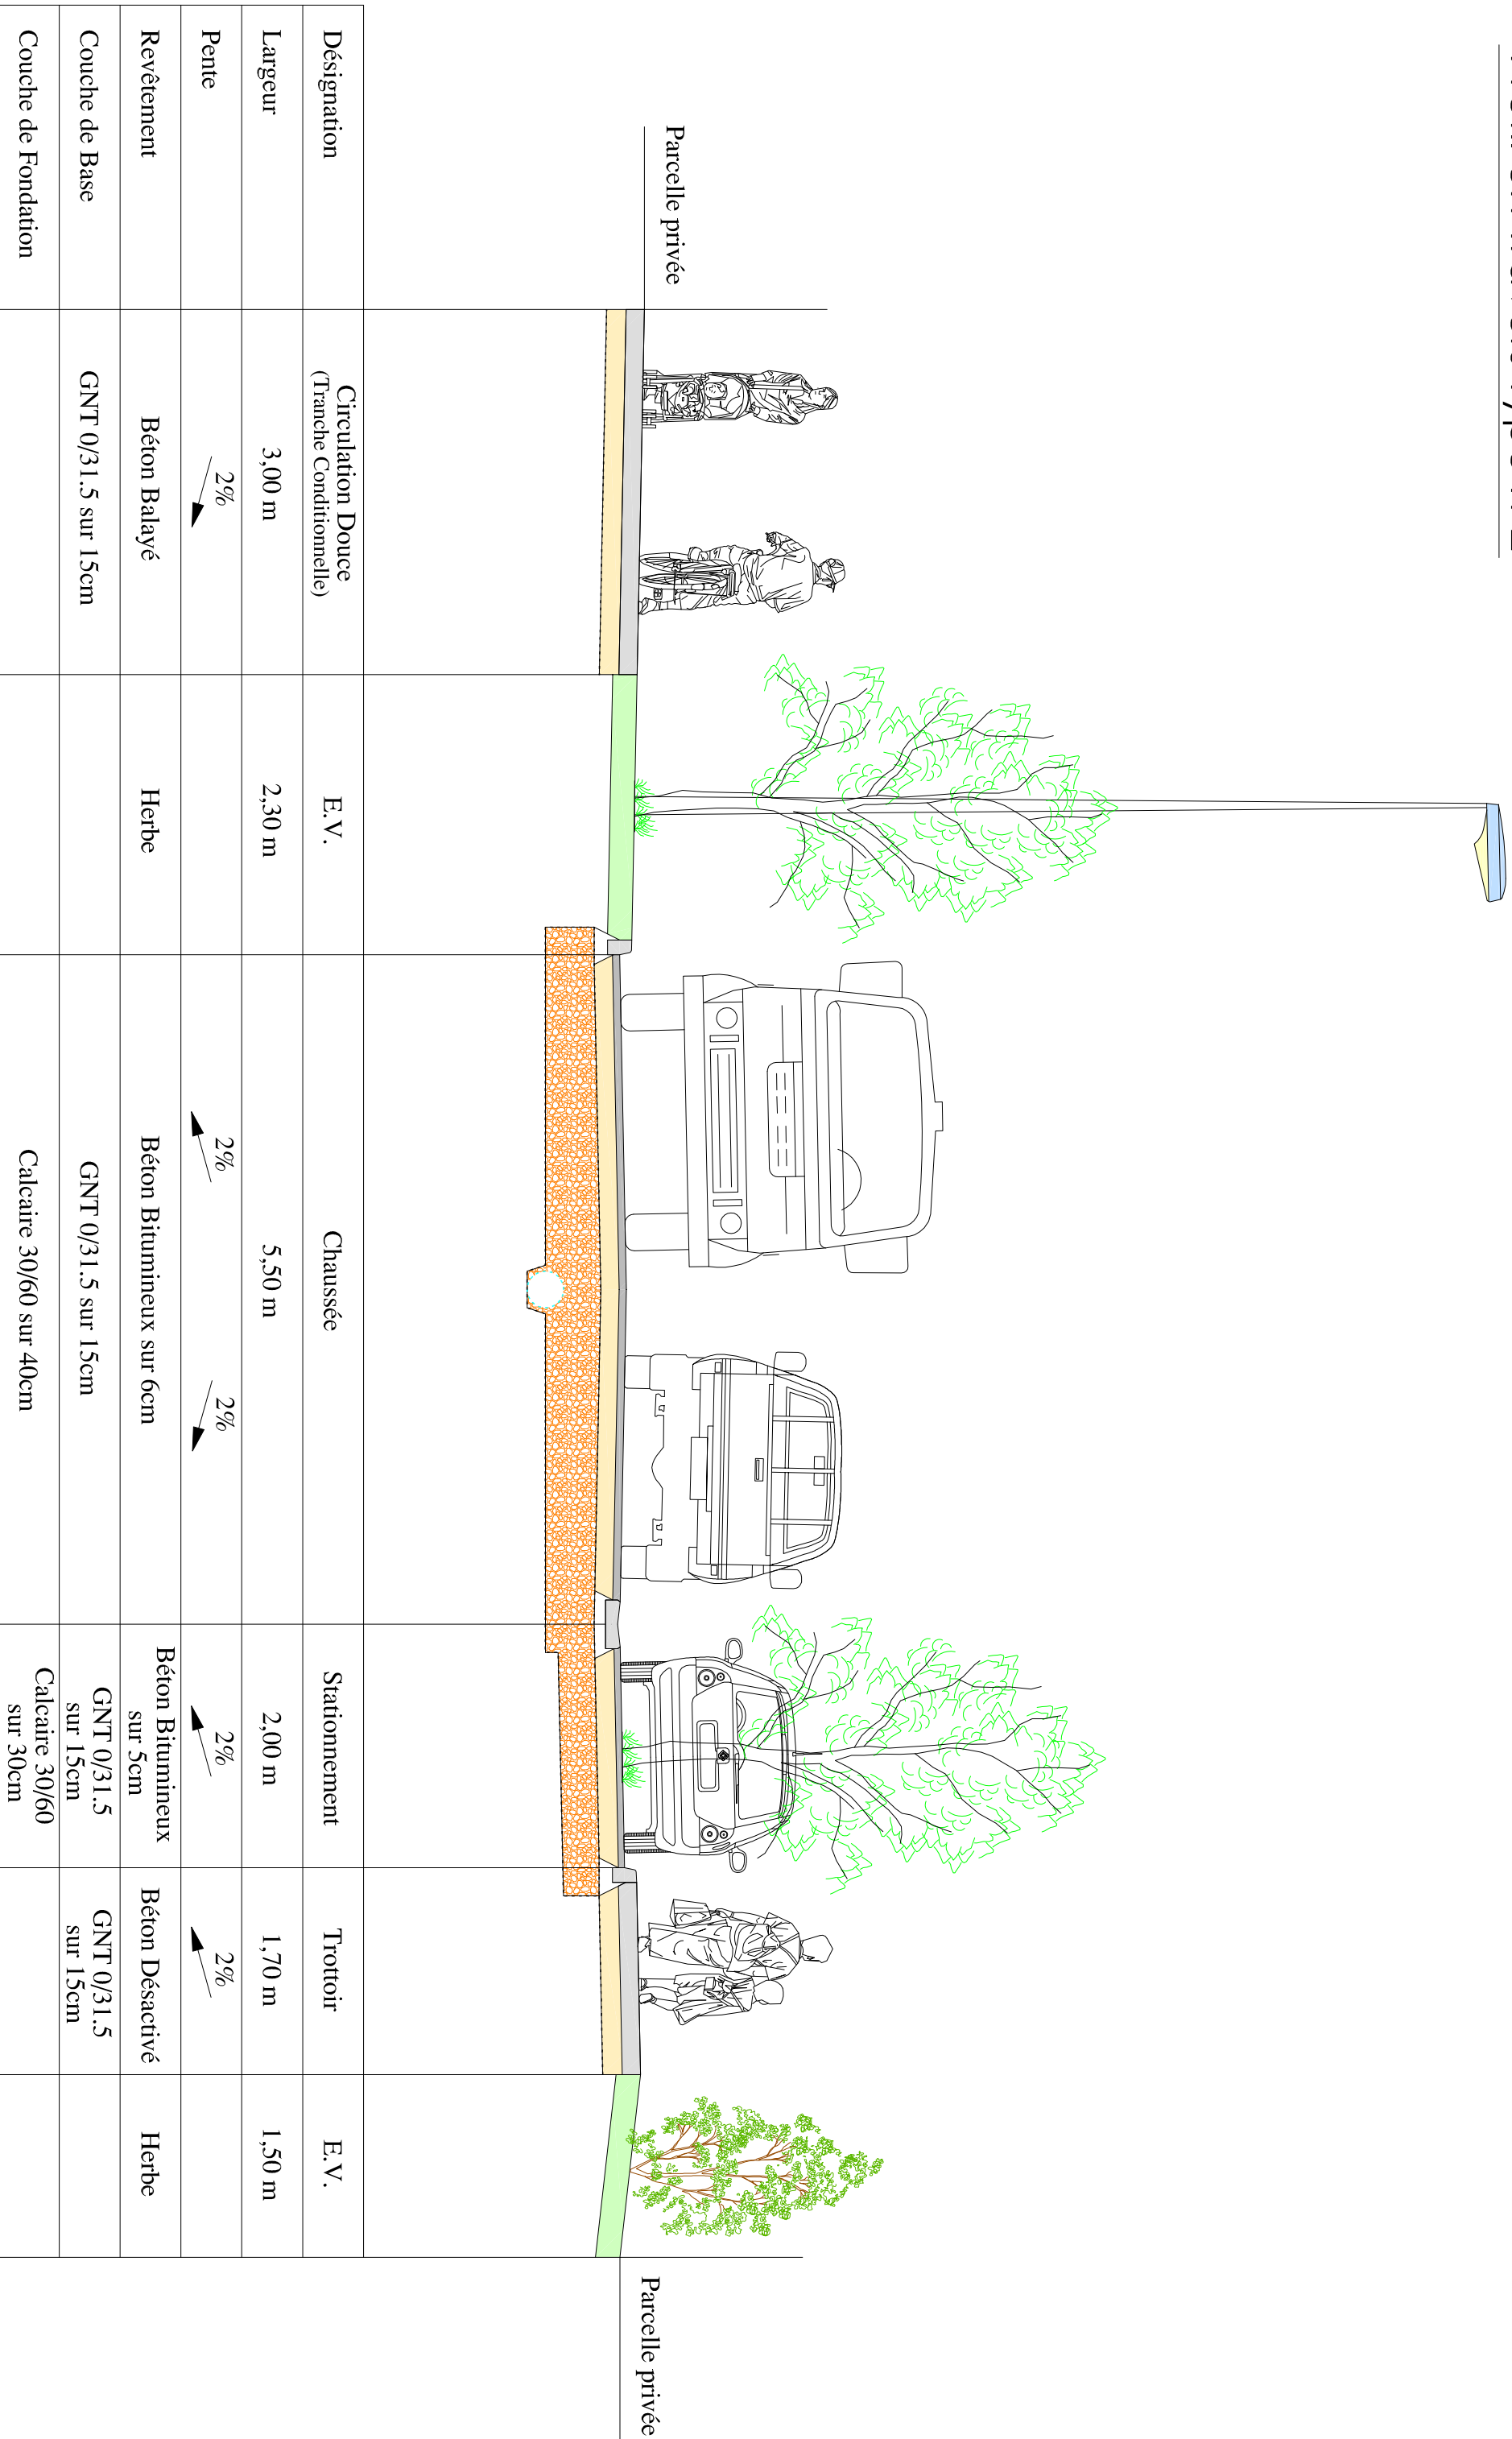 Parcelle privée
Parcelle privée
Désignation
Circulation Douce
(Tranche Conditionnelle)
E.V.
Chaussée
Stationnement
Trottoir
E.V.
Largeur
3,00 m
2,30 m
5,50 m
2,00 m
1,70 m
1,50 m
Pente
2%
2%
2%
2%
2%
Revêtement
Béton Balayé
Herbe
Béton Bitumineux sur 6cm
Béton Bitumineux
sur 5cm
Béton Désactivé
Herbe
Couche de Base
GNT 0/31.5 sur 15cm
GNT 0/31.5 sur 15cm
GNT 0/31.5
sur 15cm
GNT 0/31.5
sur 15cm
Couche de Fondation
Calcaire 30/60 sur 40cm
Calcaire 30/60
sur 30cm